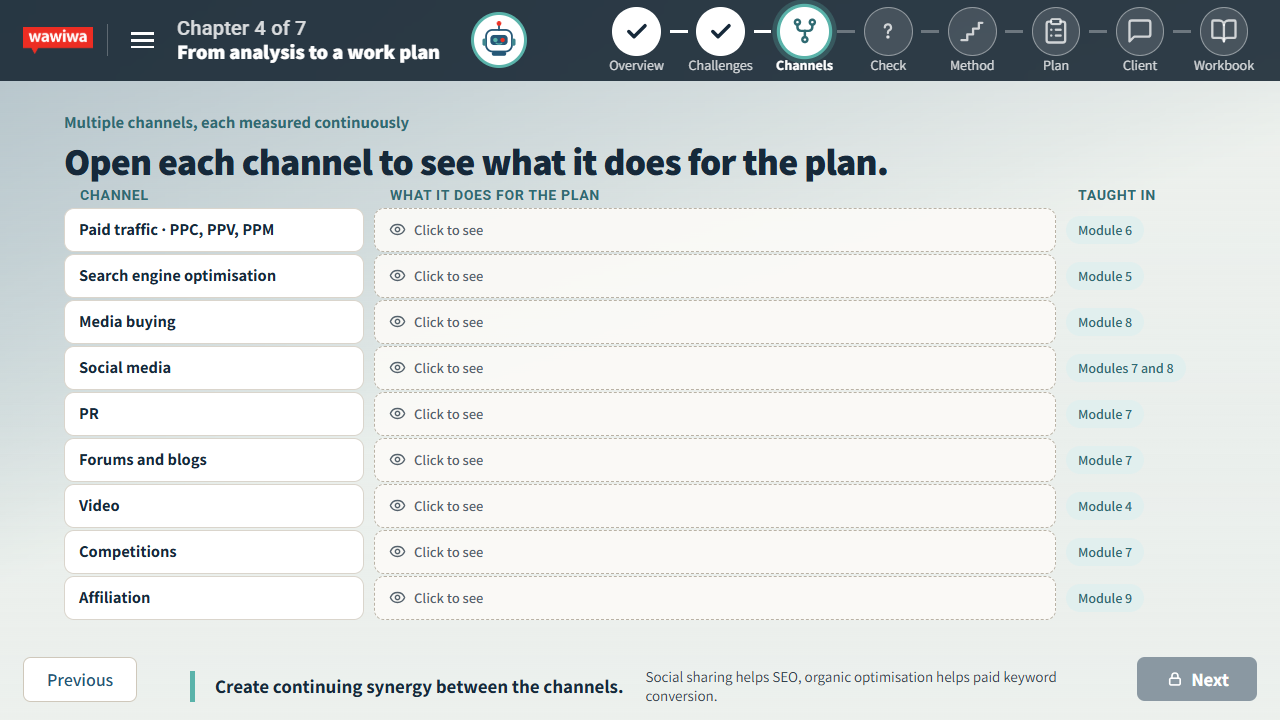 wawiwa
Chapter 4 of 7
From analysis to a work plan
Overview
Challenges
Channels
?
Check
Method
Plan
Client
Workbook
Multiple channels, each measured continuously
Open each channel to see what it does for the plan.
CHANNEL WHAT IT DOES FOR THE PLAN TAUGHT IN
Paid traffic · PPC, PPV, PPM Click to see Module 6
Search engine optimisation Click to see Module 5
Media buying Click to see Module 8
Social media Click to see Modules 7 and 8
PR Click to see Module 7
Forums and blogs Click to see Module 7
Video Click to see Module 4
Competitions Click to see Module 7
Affiliation Click to see Module 9
Previous
Create continuing synergy between the channels.
Social sharing helps SEO, organic optimisation helps paid keyword
conversion.
Next